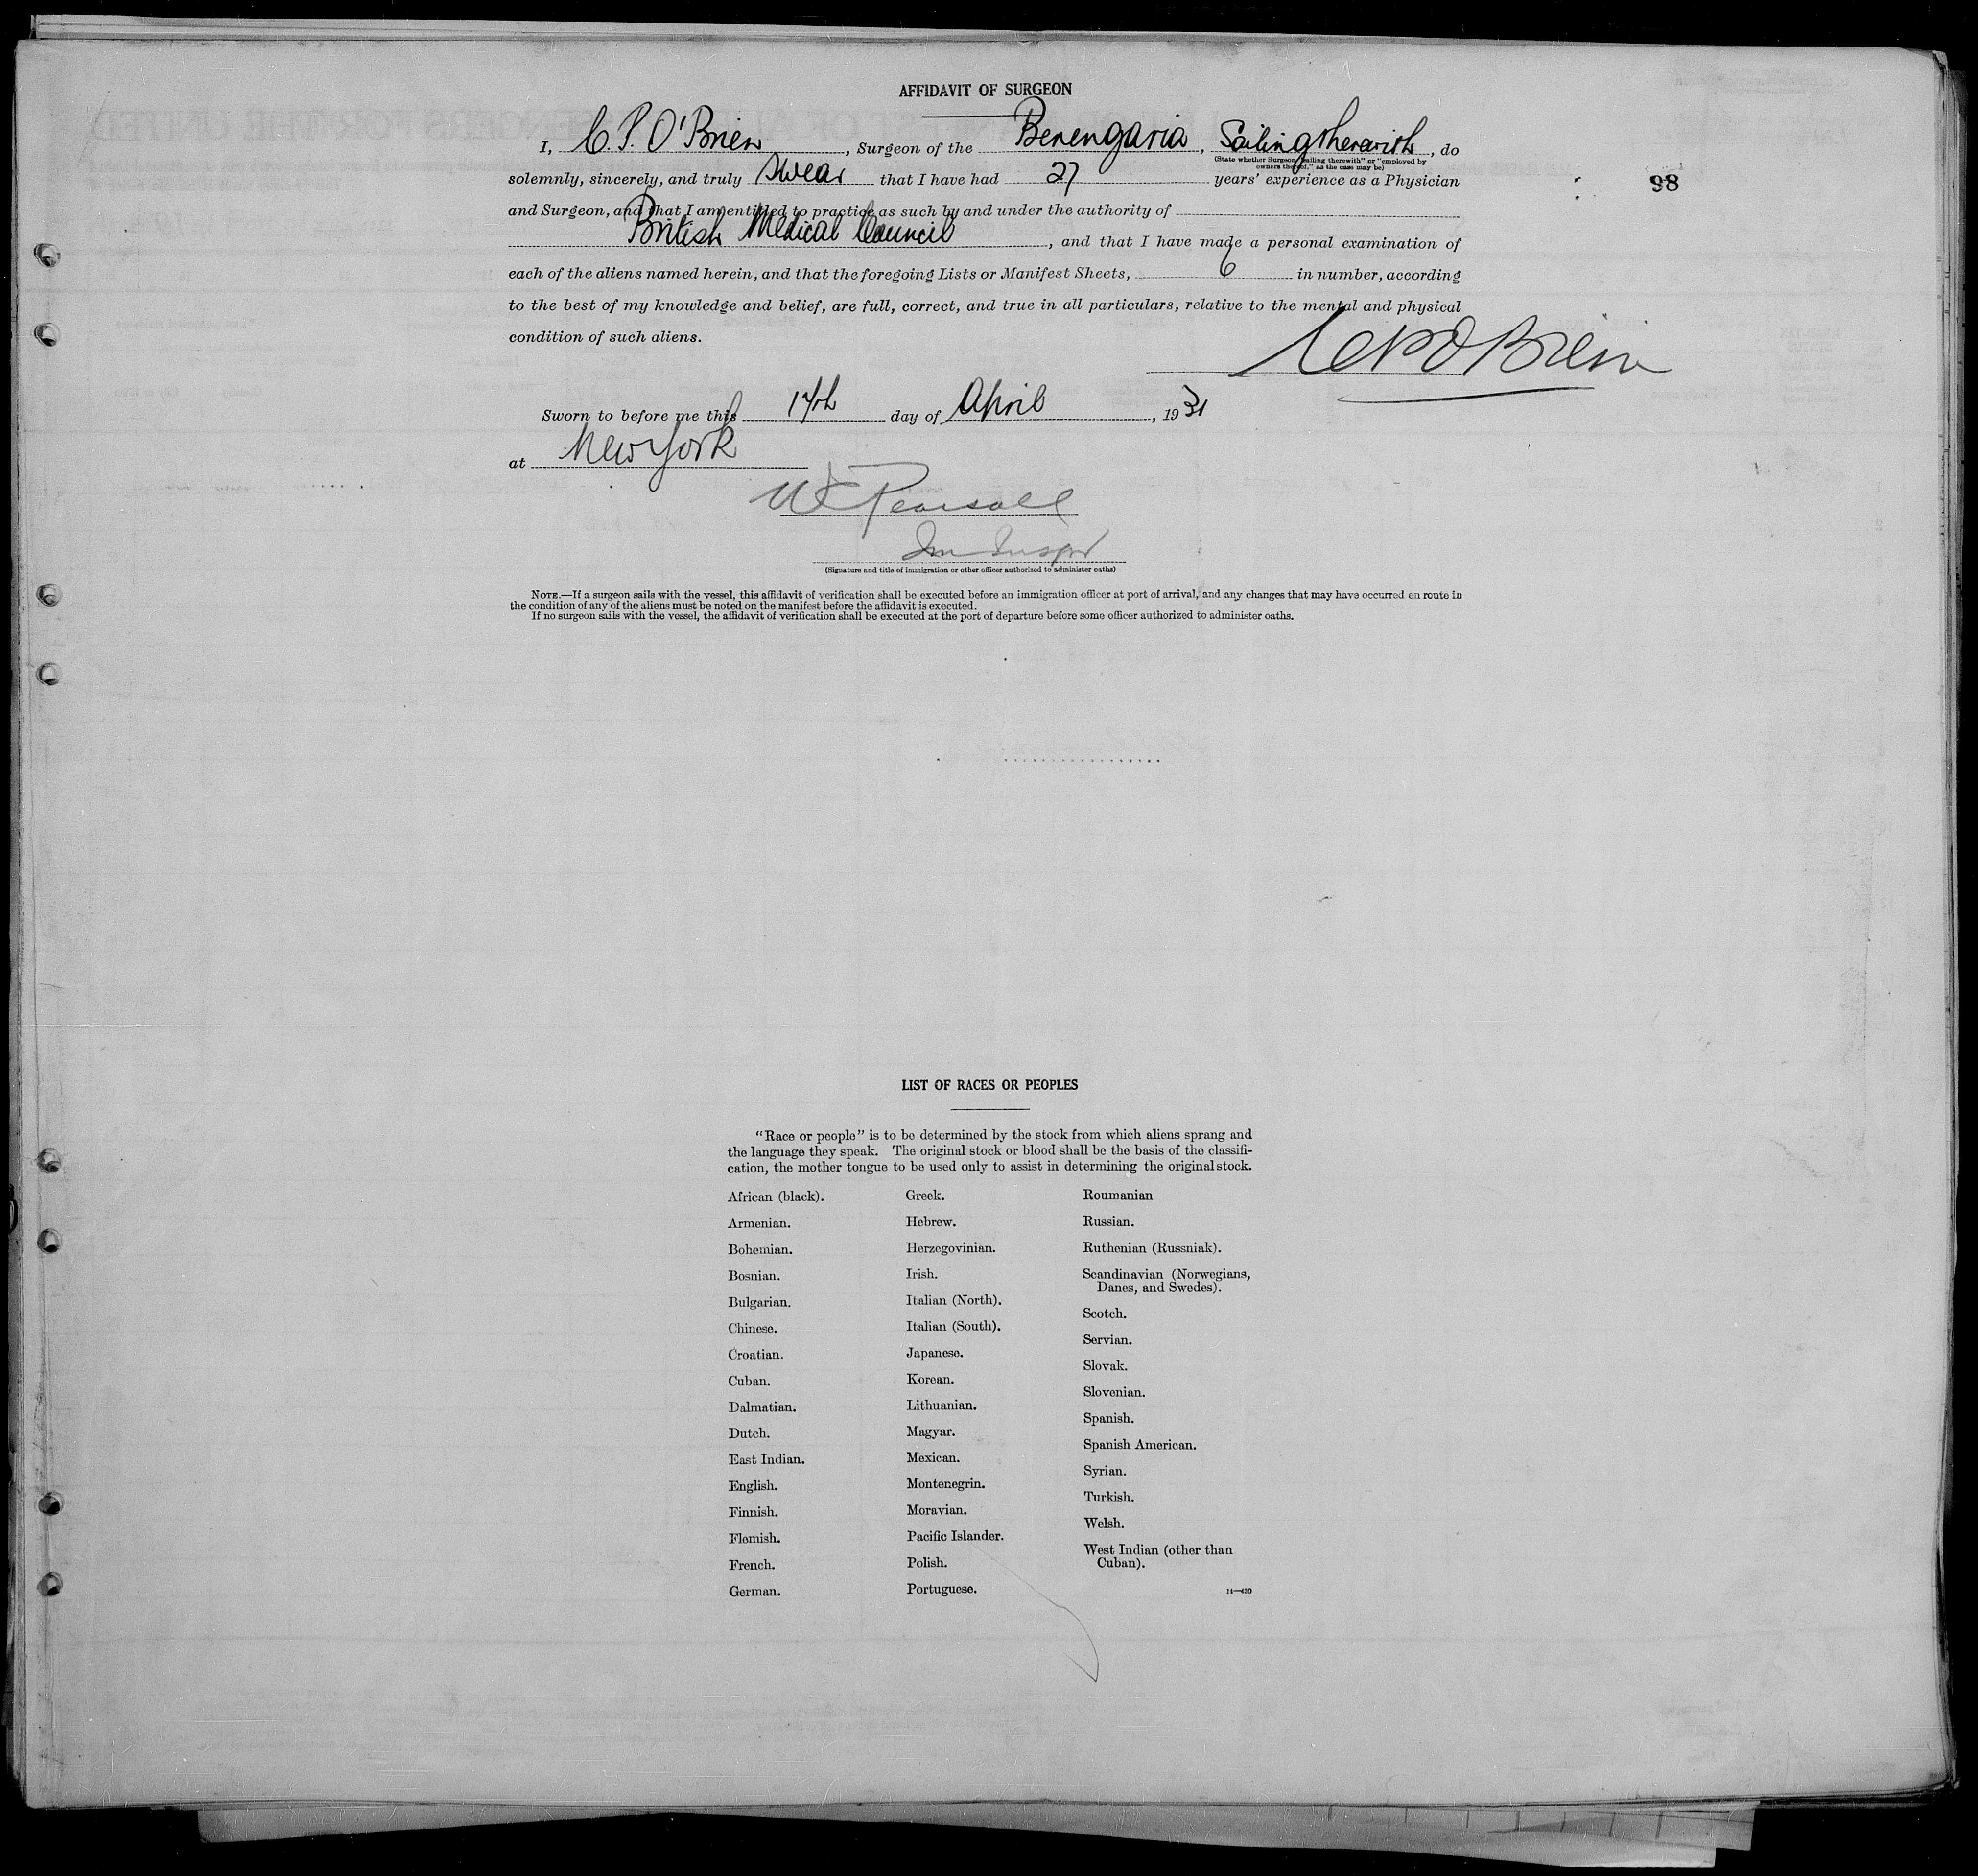 AFFIDAVIT OF SURGEON
I, C. P. O'Brien, Surgeon of the Berengaria, Sailing therewith, do
(State whether Surgeon "sailing therewith" or "employed by
owners thereof," as the case may be)
solemnly, sincerely, and truly swear that I have had 27 years' experience as a Physician
98
and Surgeon, and that I am entitled to practice as such by and under the authority of
British Medical Council, and that I have made a personal examination of
each of the aliens named herein, and that the foregoing Lists or Manifest Sheets, 6 in number, according
to the best of my knowledge and belief, are full, correct, and true in all particulars, relative to the mental and physical
condition of such aliens.
C P O'Brien
Sworn to before me this 17th day of April, 1931
at New York
Pearsall
Im Inspr
(Signature and title of immigration or other officer authorized to administer oaths)
NOTE.—If a surgeon sails with the vessel, this affidavit of verification shall be executed before an immigration officer at port of arrival, and any changes that may have occurred en route in
the condition of any of the aliens must be noted on the manifest before the affidavit is executed.
If no surgeon sails with the vessel, the affidavit of verification shall be executed at the port of departure before some officer authorized to administer oaths.
LIST OF RACES OR PEOPLES
"Race or people" is to be determined by the stock from which aliens sprang and
the language they speak. The original stock or blood shall be the basis of the classifi-
cation, the mother tongue to be used only to assist in determining the original stock.
African (black).
Armenian.
Bohemian.
Bosnian.
Bulgarian.
Chinese.
Croatian.
Cuban.
Dalmatian.
Dutch.
East Indian.
English.
Finnish.
Flemish.
French.
German.
Greek.
Hebrew.
Herzegovinian.
Irish.
Italian (North).
Italian (South).
Japanese.
Korean.
Lithuanian.
Magyar.
Mexican.
Montenegrin.
Moravian.
Pacific Islander.
Polish.
Portuguese.
Roumanian
Russian.
Ruthenian (Russniak).
Scandinavian (Norwegians,
Danes, and Swedes).
Scotch.
Servian.
Slovak.
Slovenian.
Spanish.
Spanish American.
Syrian.
Turkish.
Welsh.
West Indian (other than
Cuban).